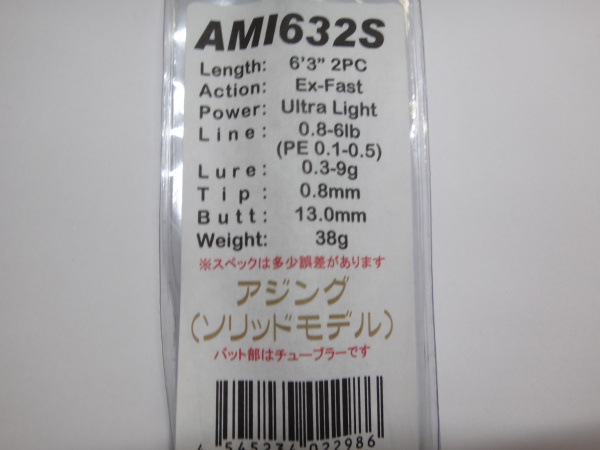 AMI632S
Length: 6'3" 2PC
Action: Ex-Fast
Power: Ultra Light
Line: 0.8-6lb
(PE 0.1-0.5)
Lure: 0.3-9g
Tip: 0.8mm
Butt: 13.0mm
Weight: 38g
※スペックは多少誤差があります
アジング
(ソリッドモデル)
バット部はチューブラーです
4 545234 022986